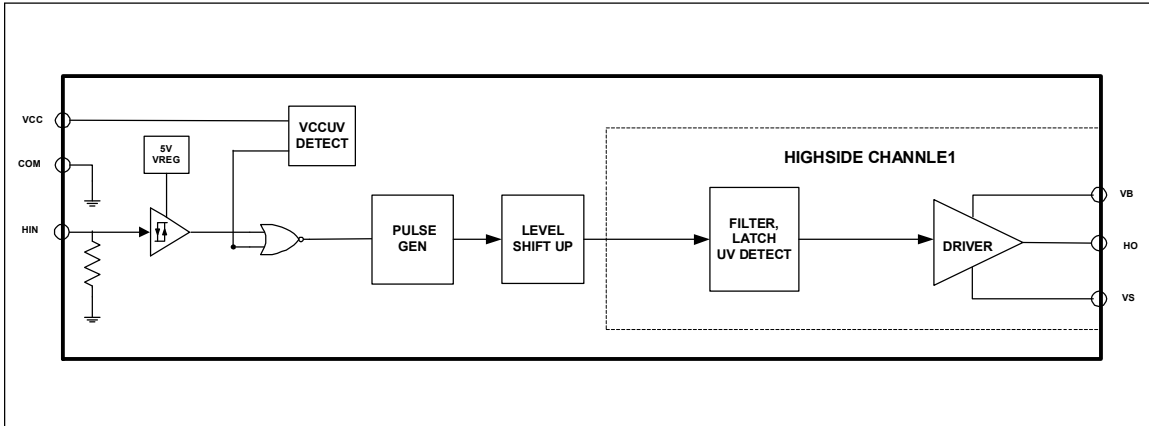 VCC
COM
HIN
5V
VREG
VCCUV
DETECT
PULSE
GEN
LEVEL
SHIFT UP
HIGHSIDE CHANNLE1
FILTER,
LATCH
UV DETECT
DRIVER
VB
HO
VS